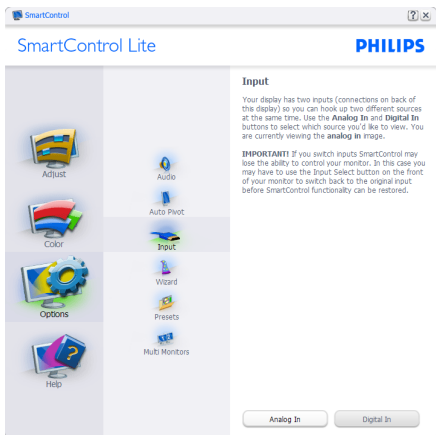 SmartControl
? x
SmartControl Lite
PHILIPS
Adjust
Color
Options
Help
Audio
Auto Pivot
Input
Wizard
Presets
Multi Monitors
Input
Your display has two inputs (connections on back of
this display) so you can hook up two different sources
at the same time. Use the Analog In and Digital In
buttons to select which source you'd like to view. You
are currently viewing the analog in image.
IMPORTANT! If you switch inputs SmartControl may
lose the ability to control your monitor. In this case you
may have to use the Input Select button on the front
of your monitor to switch back to the original input
before SmartControl functionality can be restored.
Analog In
Digital In